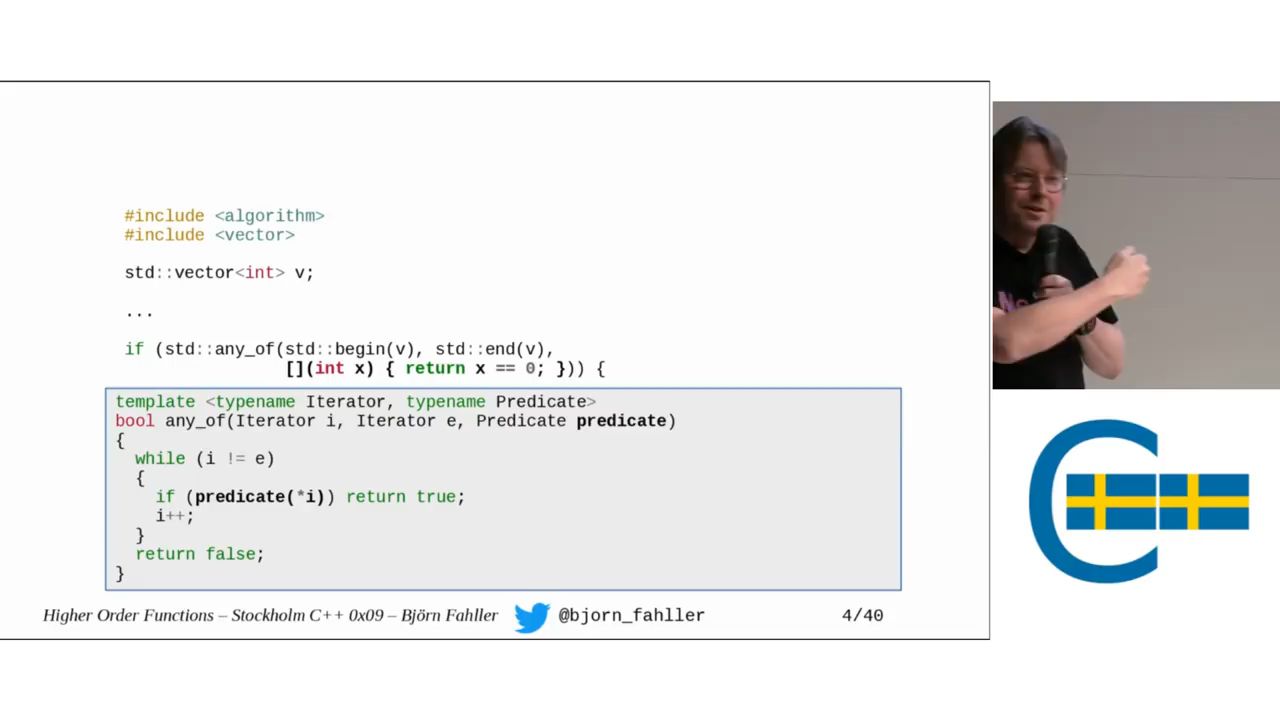 #include <algorithm>
#include <vector>
std::vector<int> v;
...
if (std::any_of(std::begin(v), std::end(v),
[](int x) { return x == 0; })) {
template <typename Iterator, typename Predicate>
bool any_of(Iterator i, Iterator e, Predicate predicate)
{
while (i != e)
{
if (predicate(*i)) return true;
i++;
}
return false;
}
Higher Order Functions – Stockholm C++ 0x09 – Björn Fahller @bjorn_fahller 4/40
C